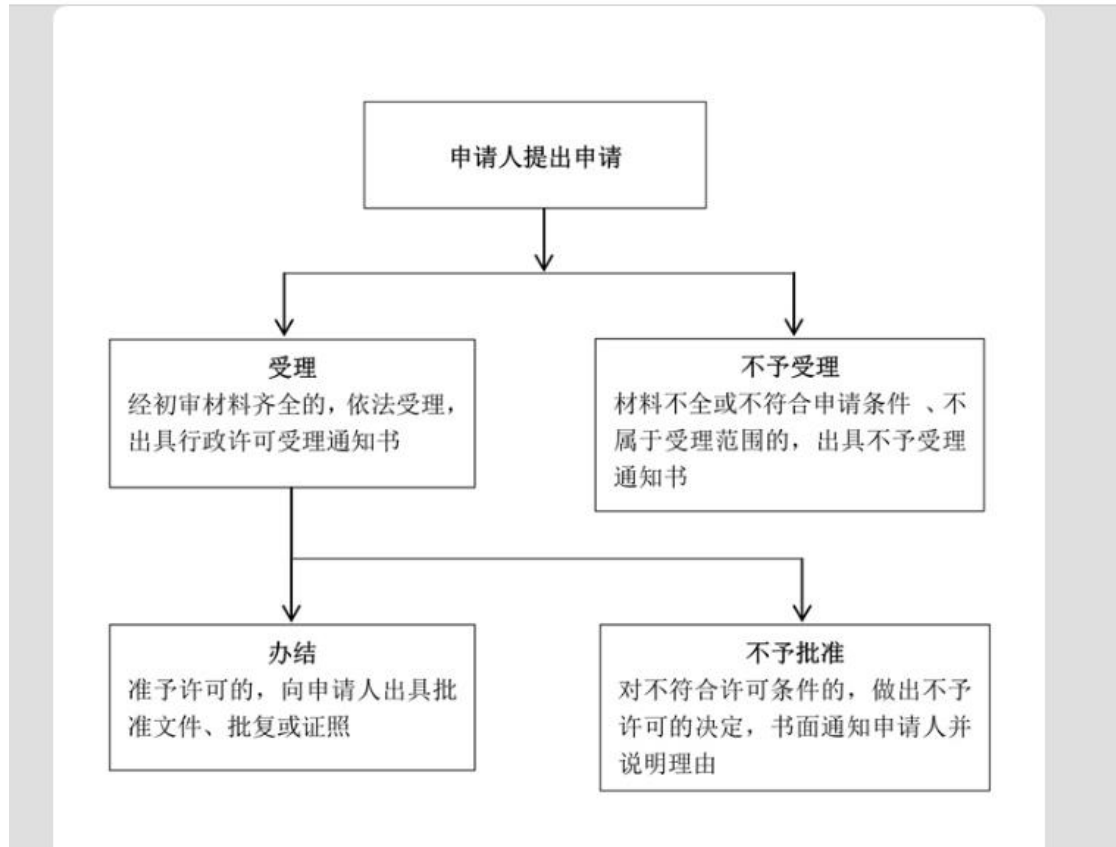 申请人提出申请
受理
经初审材料齐全的，依法受理，
出具行政许可受理通知书
不予受理
材料不全或不符合申请条件 、不
属于受理范围的，出具不予受理
通知书
办结
准予许可的，向申请人出具批
准文件、批复或证照
不予批准
对不符合许可条件的，做出不予
许可的决定，书面通知申请人并
说明理由